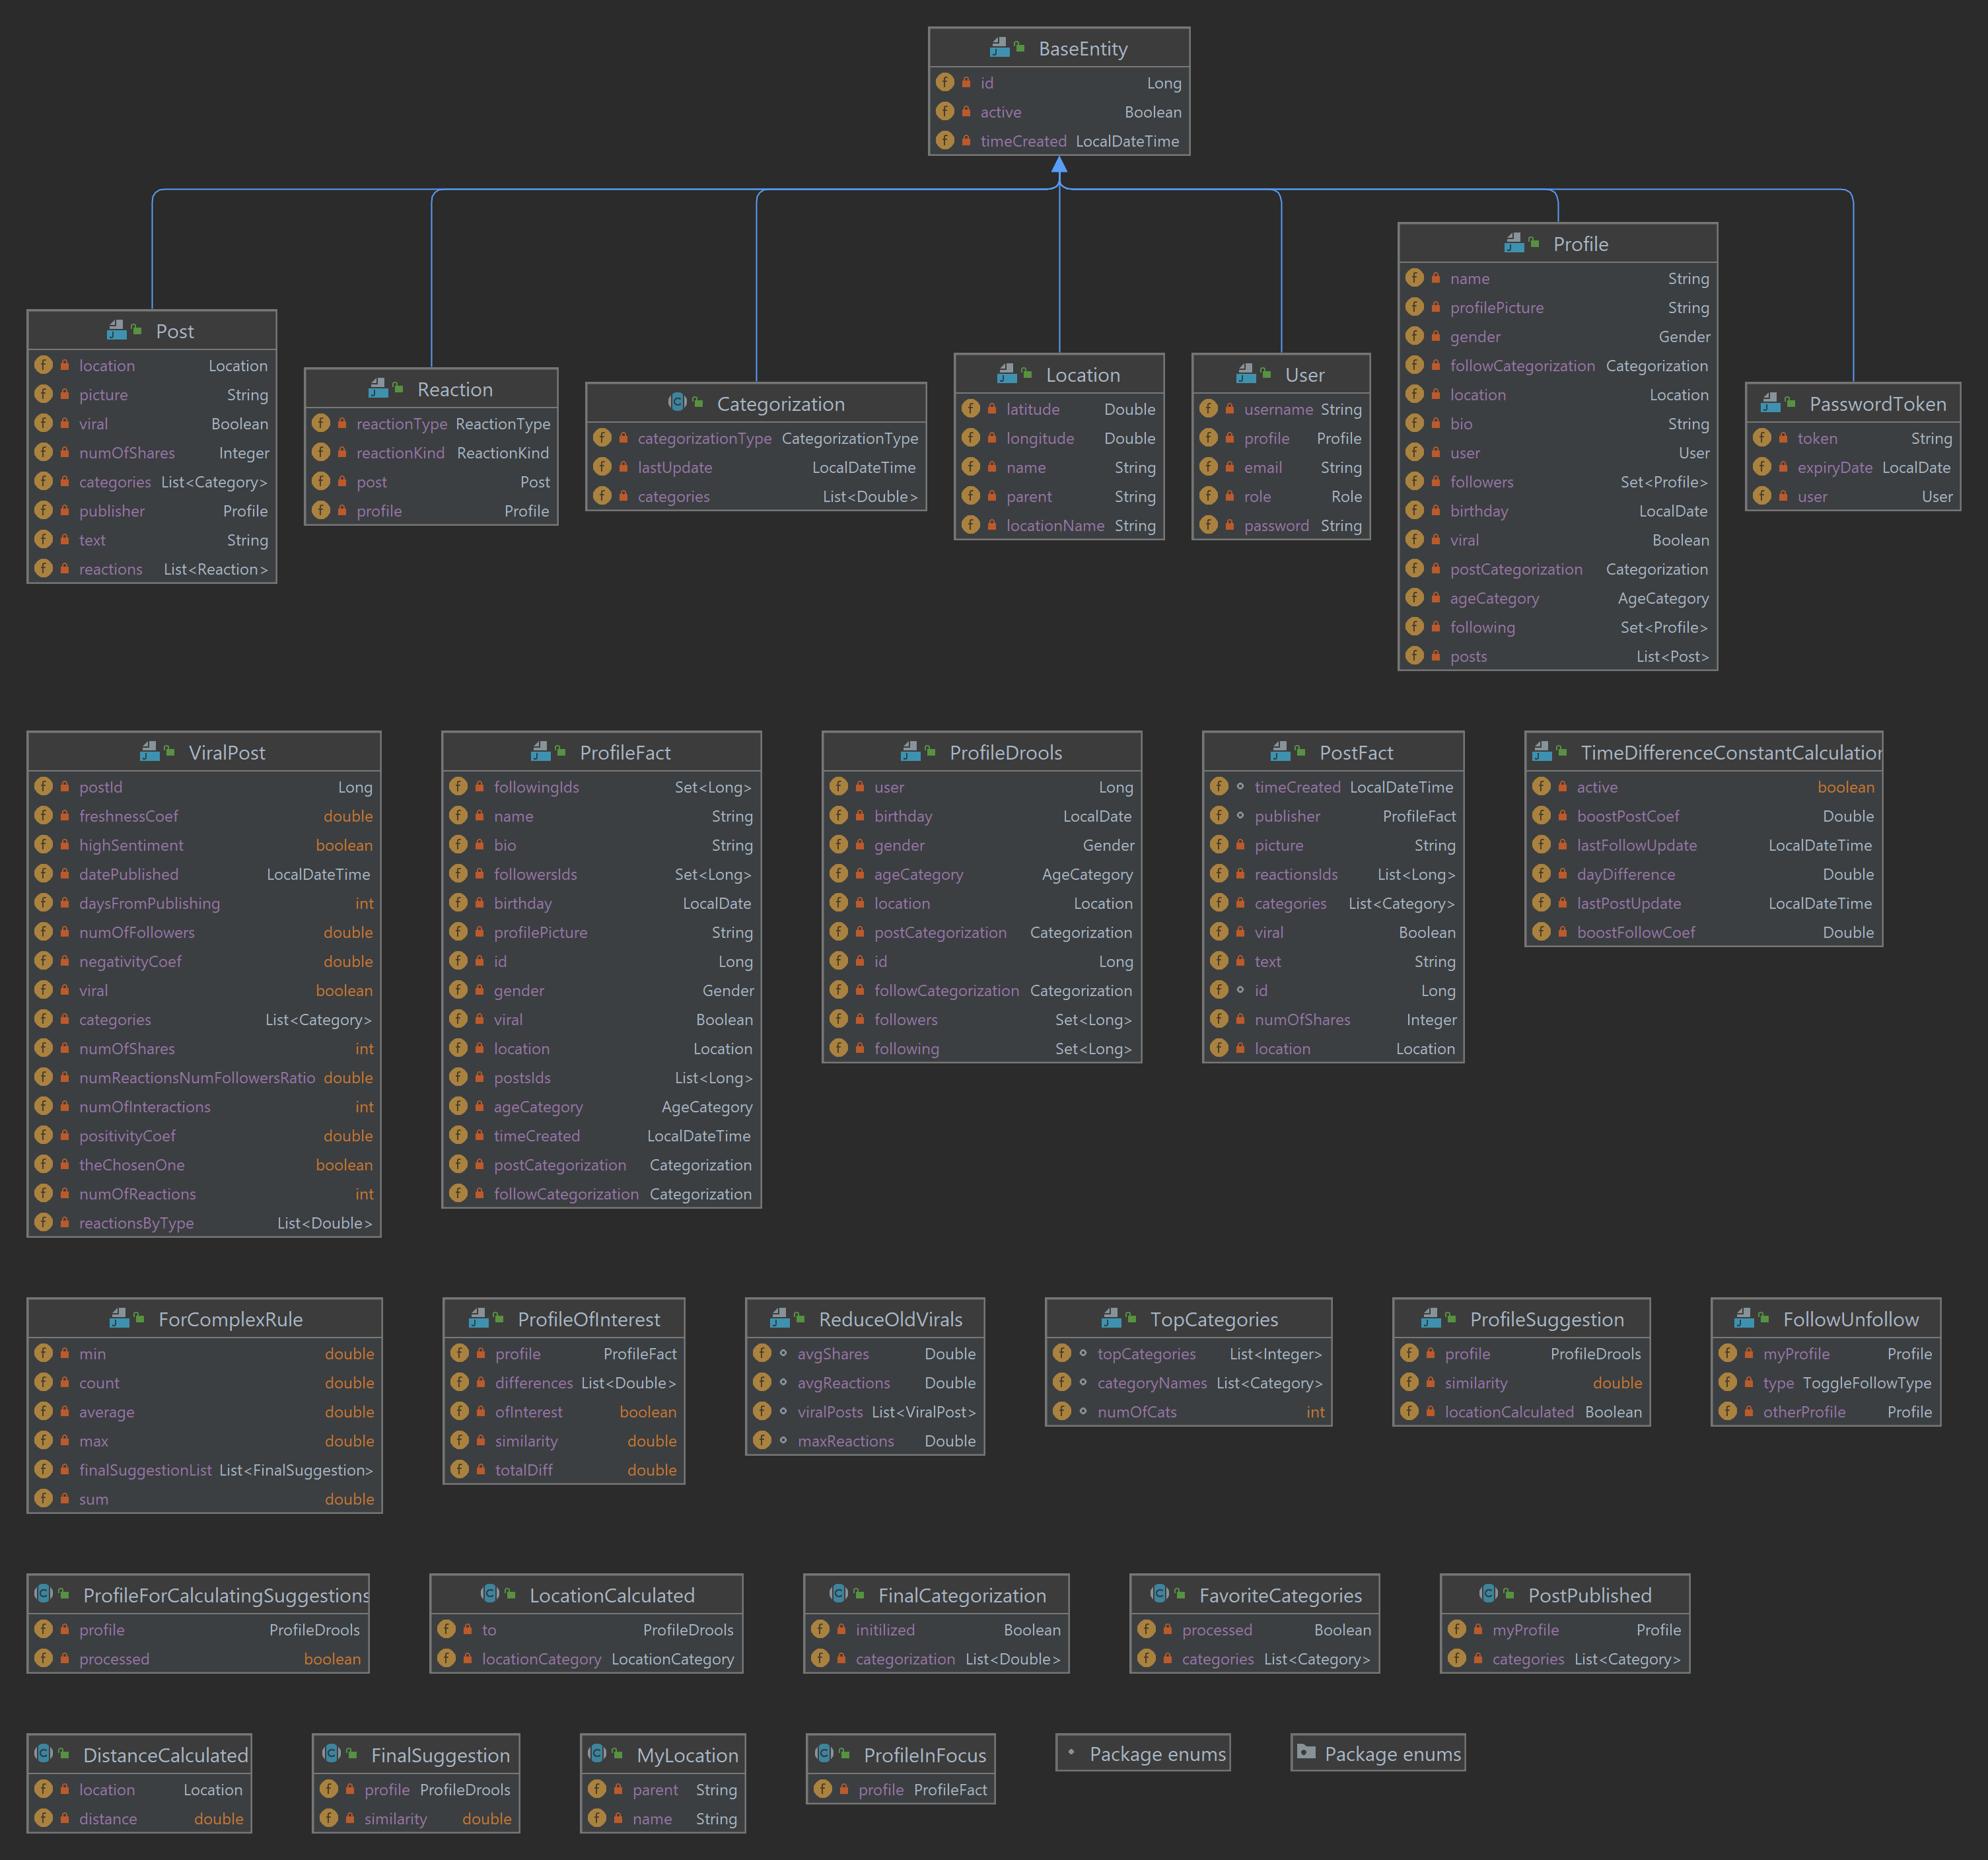 BaseEntity
id Long
active Boolean
timeCreated LocalDateTime
Post
location Location
picture String
viral Boolean
numOfShares Integer
categories List<Category>
publisher Profile
text String
reactions List<Reaction>
Reaction
reactionType ReactionType
reactionKind ReactionKind
post Post
profile Profile
Categorization
categorizationType CategorizationType
lastUpdate LocalDateTime
categories List<Double>
Location
latitude Double
longitude Double
name String
parent String
locationName String
User
username String
profile Profile
email String
role Role
password String
Profile
name String
profilePicture String
gender Gender
followCategorization Categorization
location Location
bio String
user User
followers Set<Profile>
birthday LocalDate
viral Boolean
postCategorization Categorization
ageCategory AgeCategory
following Set<Profile>
posts List<Post>
PasswordToken
token String
expiryDate LocalDate
user User
ViralPost
postId Long
freshnessCoef double
highSentiment boolean
datePublished LocalDateTime
daysFromPublishing int
numOfFollowers double
negativityCoef double
viral boolean
categories List<Category>
numOfShares int
numReactionsNumFollowersRatio double
numOfInteractions int
positivityCoef double
theChosenOne boolean
numOfReactions int
reactionsByType List<Double>
ProfileFact
followingIds Set<Long>
name String
bio String
followersIds Set<Long>
birthday LocalDate
profilePicture String
id Long
gender Gender
viral Boolean
location Location
postsIds List<Long>
ageCategory AgeCategory
timeCreated LocalDateTime
postCategorization Categorization
followCategorization Categorization
ProfileDrools
user Long
birthday LocalDate
gender Gender
ageCategory AgeCategory
location Location
postCategorization Categorization
id Long
followCategorization Categorization
followers Set<Long>
following Set<Long>
PostFact
timeCreated LocalDateTime
publisher ProfileFact
picture String
reactionsIds List<Long>
categories List<Category>
viral Boolean
text String
id Long
numOfShares Integer
location Location
TimeDifferenceConstantCalculation
active boolean
boostPostCoef Double
lastFollowUpdate LocalDateTime
dayDifference Double
lastPostUpdate LocalDateTime
boostFollowCoef Double
ForComplexRule
min double
count double
average double
max double
finalSuggestionList List<FinalSuggestion>
sum double
ProfileOfInterest
profile ProfileFact
differences List<Double>
ofInterest boolean
similarity double
totalDiff double
ReduceOldVirals
avgShares Double
avgReactions Double
viralPosts List<ViralPost>
maxReactions Double
TopCategories
topCategories List<Integer>
categoryNames List<Category>
numOfCats int
ProfileSuggestion
profile ProfileDrools
similarity double
locationCalculated Boolean
FollowUnfollow
myProfile Profile
type ToggleFollowType
otherProfile Profile
ProfileForCalculatingSuggestions
profile ProfileDrools
processed boolean
LocationCalculated
to ProfileDrools
locationCategory LocationCategory
FinalCategorization
initilized Boolean
categorization List<Double>
FavoriteCategories
processed Boolean
categories List<Category>
PostPublished
myProfile Profile
categories List<Category>
DistanceCalculated
location Location
distance double
FinalSuggestion
profile ProfileDrools
similarity double
MyLocation
parent String
name String
ProfileInFocus
profile ProfileFact
Package enums
Package enums